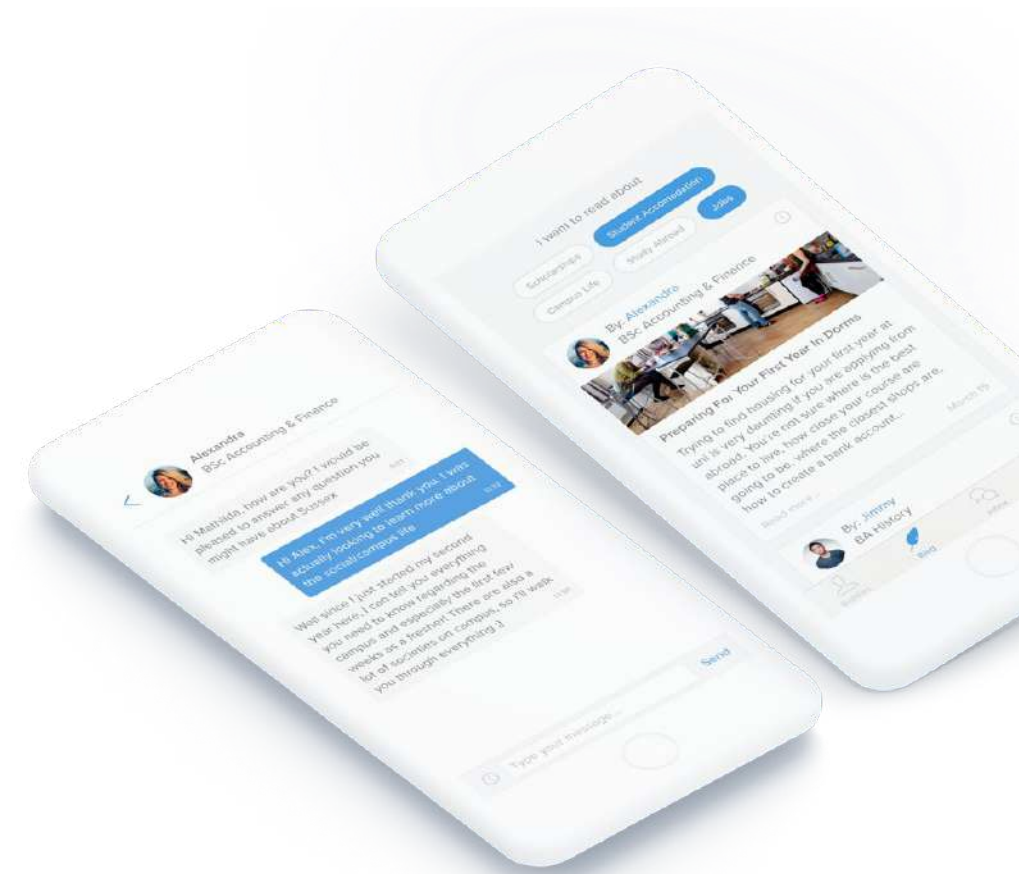 Alexandra
BSc Accounting & Finance
Hi Mathilda, how are you? I would be
pleased to answer any question you
might have about Sussex
Hi Alex, I'm very well thank you. I was
actually looking to learn more about
the social/campus life
11:12
Was since I just started my second
year here, I can tell you everything
you need to know regarding the
campus and especially the first few
weeks as a fresher! There are also a
lot of societies on campus, so I'll walk
you through everything :)
Type your message...
Send
I want to read about
Scholarships
Student Accomodation
Campus Life
Study Abroad
Jobs
By: Alexandra
BSc Accounting & Finance
Preparing For Your First Year In Dorms
Trying to find housing for your first year at
uni is very daunting if you are applying from
abroad. You're not sure where is the best
place to live, how close your course are
going to be, where the closest shops are,
how to create a bank account...
Read more...
March 15
By: Jimmy
BA History